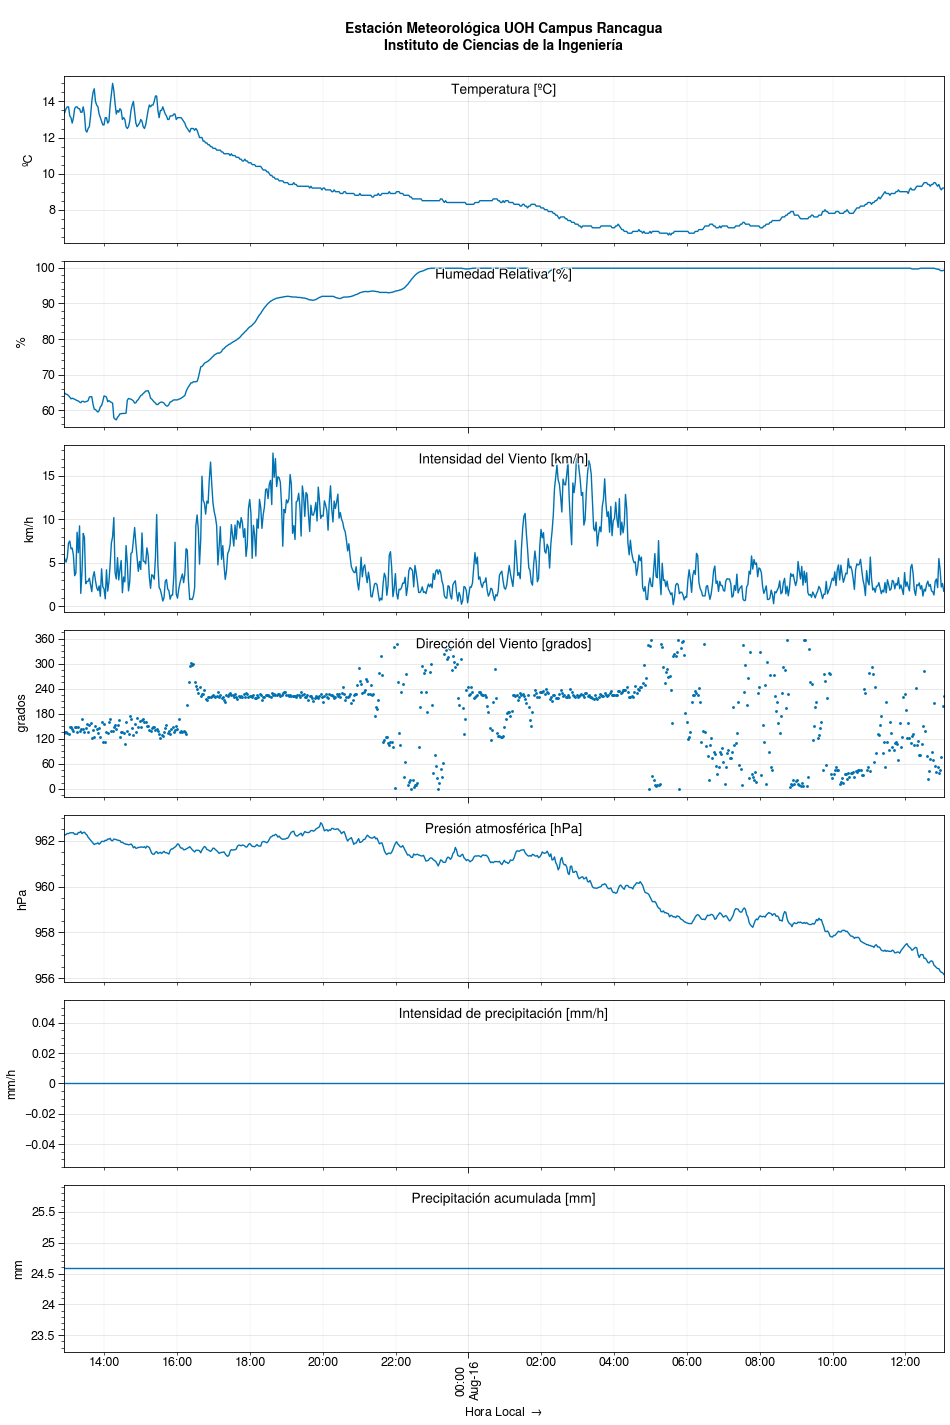 Estación Meteorológica UOH Campus Rancagua
Instituto de Ciencias de la Ingeniería
Temperatura [ºC]
ºC
14
12
10
8
Humedad Relativa [%]
%
100
90
80
70
60
Intensidad del Viento [km/h]
km/h
15
10
5
0
Dirección del Viento [grados]
grados
360
300
240
180
120
60
0
Presión atmosférica [hPa]
hPa
962
960
958
956
Intensidad de precipitación [mm/h]
mm/h
0.04
0.02
0
−0.02
−0.04
Precipitación acumulada [mm]
mm
25.5
25
24.5
24
23.5
14:00 16:00 18:00 20:00 22:00 00:00 02:00 04:00 06:00 08:00 10:00 12:00
Aug-16
Hora Local →